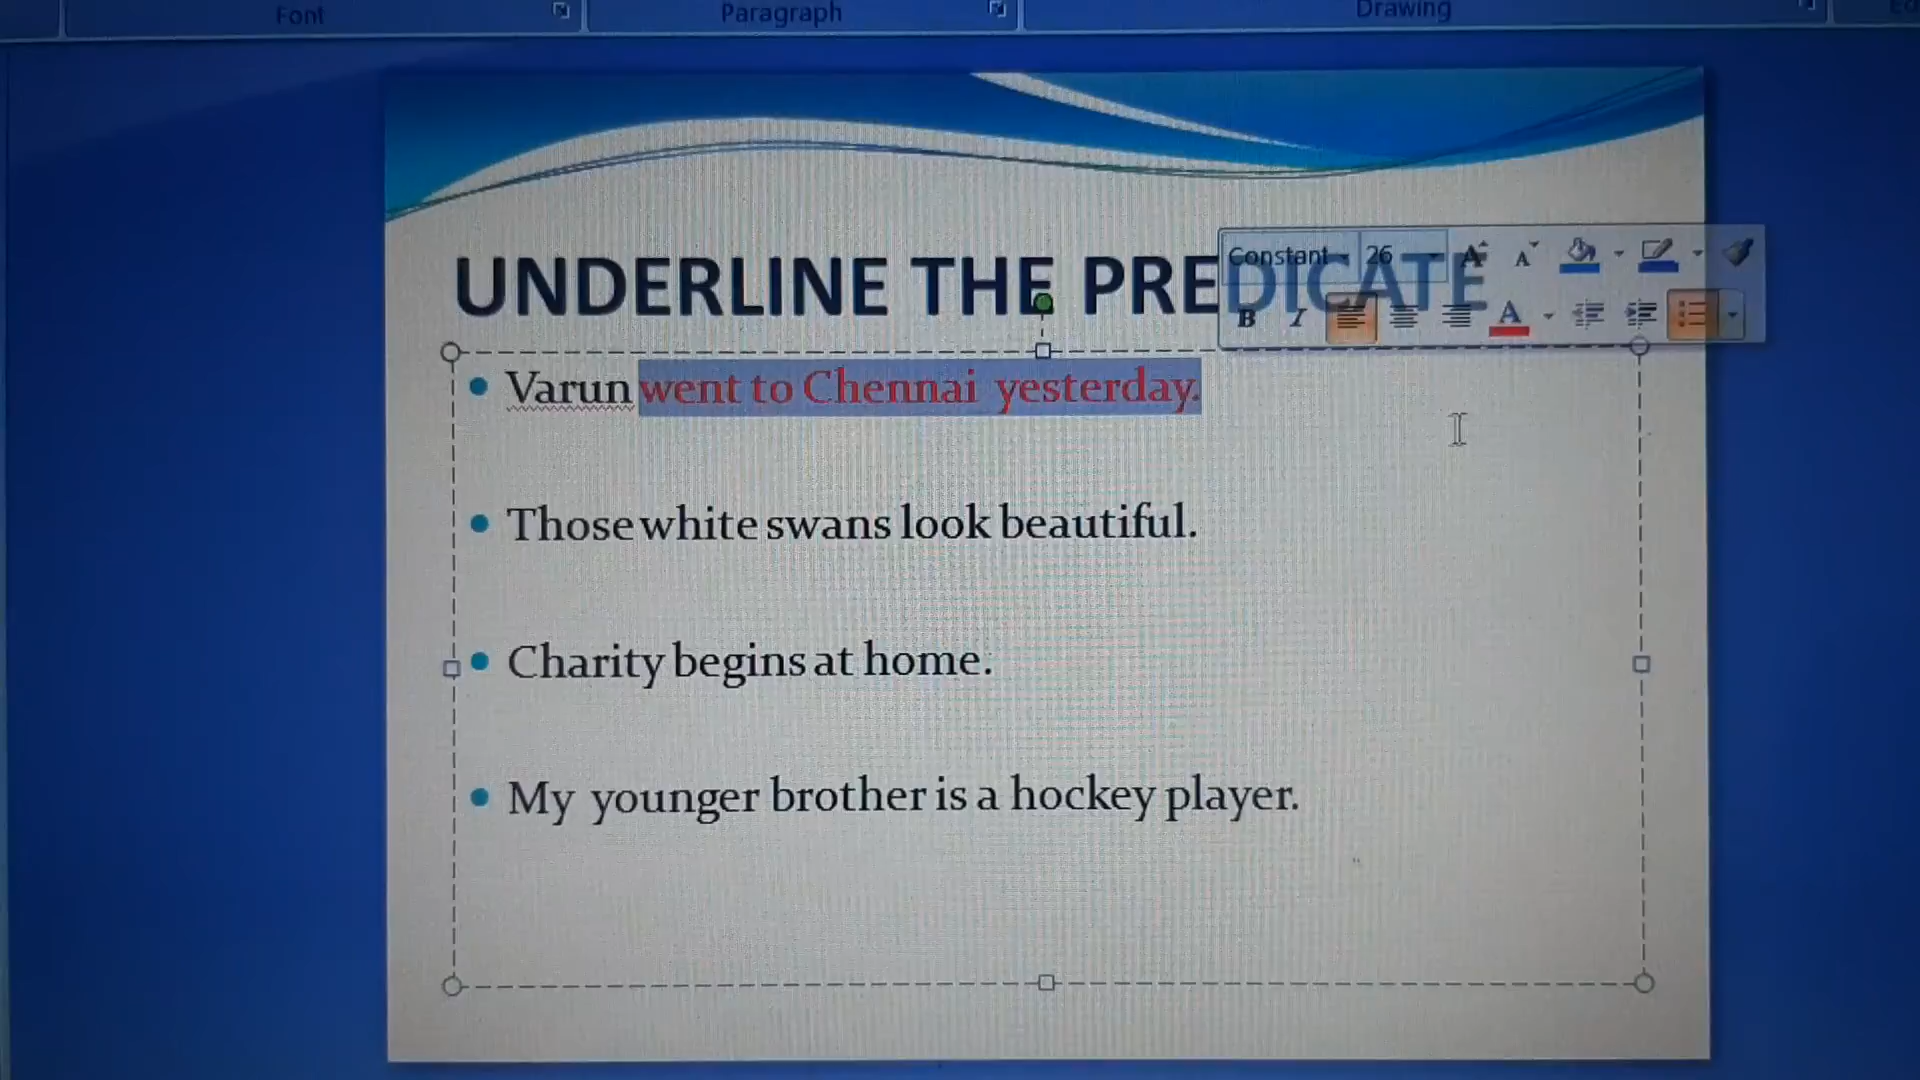 Font
Paragraph
Drawing
UNDERLINE THE PREDICATE
Constant 26 A A
B I A
Varun went to Chennai yesterday.
Those white swans look beautiful.
Charity begins at home.
My younger brother is a hockey player.